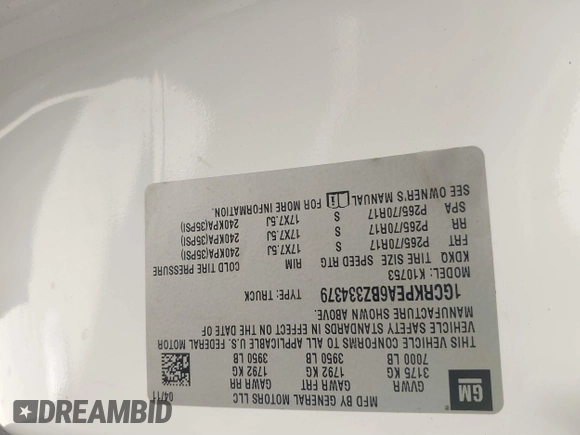 GM
MFD BY GENERAL MOTORS LLC 04/11
GVWR GAWR FRT GAWR RR
3175 KG 1792 KG 1792 KG
7000 LB 3950 LB 3950 LB
THIS VEHICLE CONFORMS TO ALL APPLICABLE U.S. FEDERAL MOTOR
VEHICLE SAFETY STANDARDS IN EFFECT ON THE DATE OF
MANUFACTURE SHOWN ABOVE.
1GCRKPEA6BZ334379 TYPE: TRUCK
MODEL: K10753
KDKQ TIRE SIZE SPEED RTG RIM COLD TIRE PRESSURE
FRT P265/70R17 S 17X7.5J 240KPA(35PSI)
RR P265/70R17 S 17X7.5J 240KPA(35PSI)
SPA P265/70R17 S 17X7.5J 240KPA(35PSI)
SEE OWNER'S MANUAL FOR MORE INFORMATION.
DREAMBID